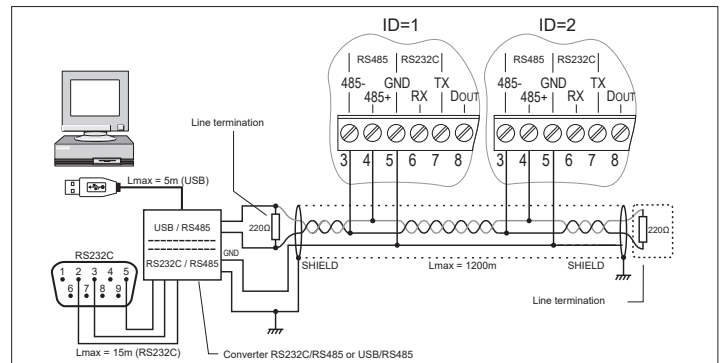 ID=1
ID=2
RS485 RS232C
RS485 RS232C
485- GND TX
485+ RX DOUT
485- GND TX
485+ RX DOUT
3 4 5 6 7 8
3 4 5 6 7 8
Line termination
Lmax = 5m (USB)
USB / RS485
220Ω
220Ω
GND
RS232C / RS485
RS232C
1 2 3 4 5
6 7 8 9
SHIELD
Lmax = 1200m
SHIELD
Line termination
Lmax = 15m (RS232C)
Converter RS232C/RS485 or USB/RS485